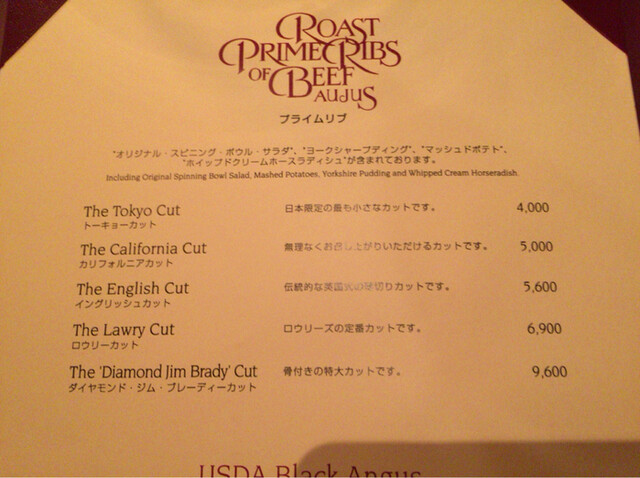 ROAST
PRIME RIBS
OF BEEF
AUJUS
プライムリブ
"オリジナル・スピニング・ボウル・サラダ"、"ヨークシャープディング"、"マッシュドポテト"、
"ホイップドクリームホースラディシュ"が含まれております。
Including Original Spinning Bowl Salad, Mashed Potatoes, Yorkshire Pudding and Whipped Cream Horseradish.
The Tokyo Cut 日本限定の最も小さなカットです。 4,000
トーキョーカット
The California Cut 無理なくお召し上がりいただけるカットです。 5,000
カリフォルニアカット
The English Cut 伝統的な英国式の薄切りカットです。 5,600
イングリッシュカット
The Lawry Cut ロウリーズの定番カットです。 6,900
ロウリーカット
The 'Diamond Jim Brady' Cut 骨付きの特大カットです。 9,600
ダイヤモンド・ジム・ブレーディーカット
USDA Black Angus